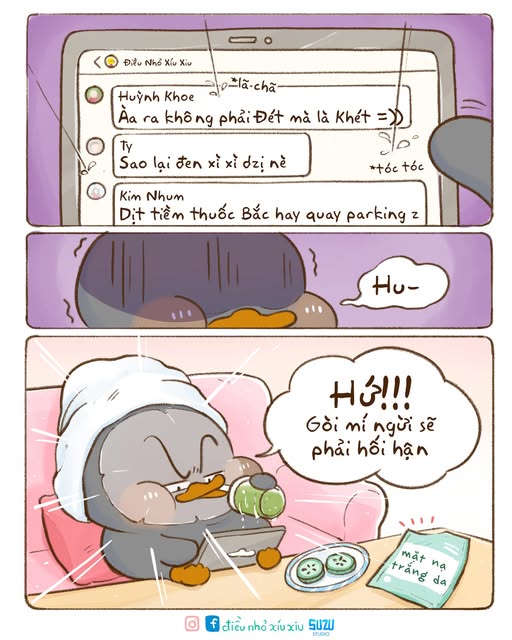 Điều Nhỏ Xíu Xiu
*lã-chã
Huỳnh Khoe
Àa ra không phải Đét mà là Khét =))
Ty
Sao lại đen xì xì dzị nè
*tóc tóc
Kim Nhum
Dịt tiềm thuốc Bắc hay quay parking z
Hu-
Hứ!!!
Gòi mí ngừi sẽ
phải hối hận
mặt nạ
trắng da
điều nhỏ xíu xiu SUZU
STUDIO